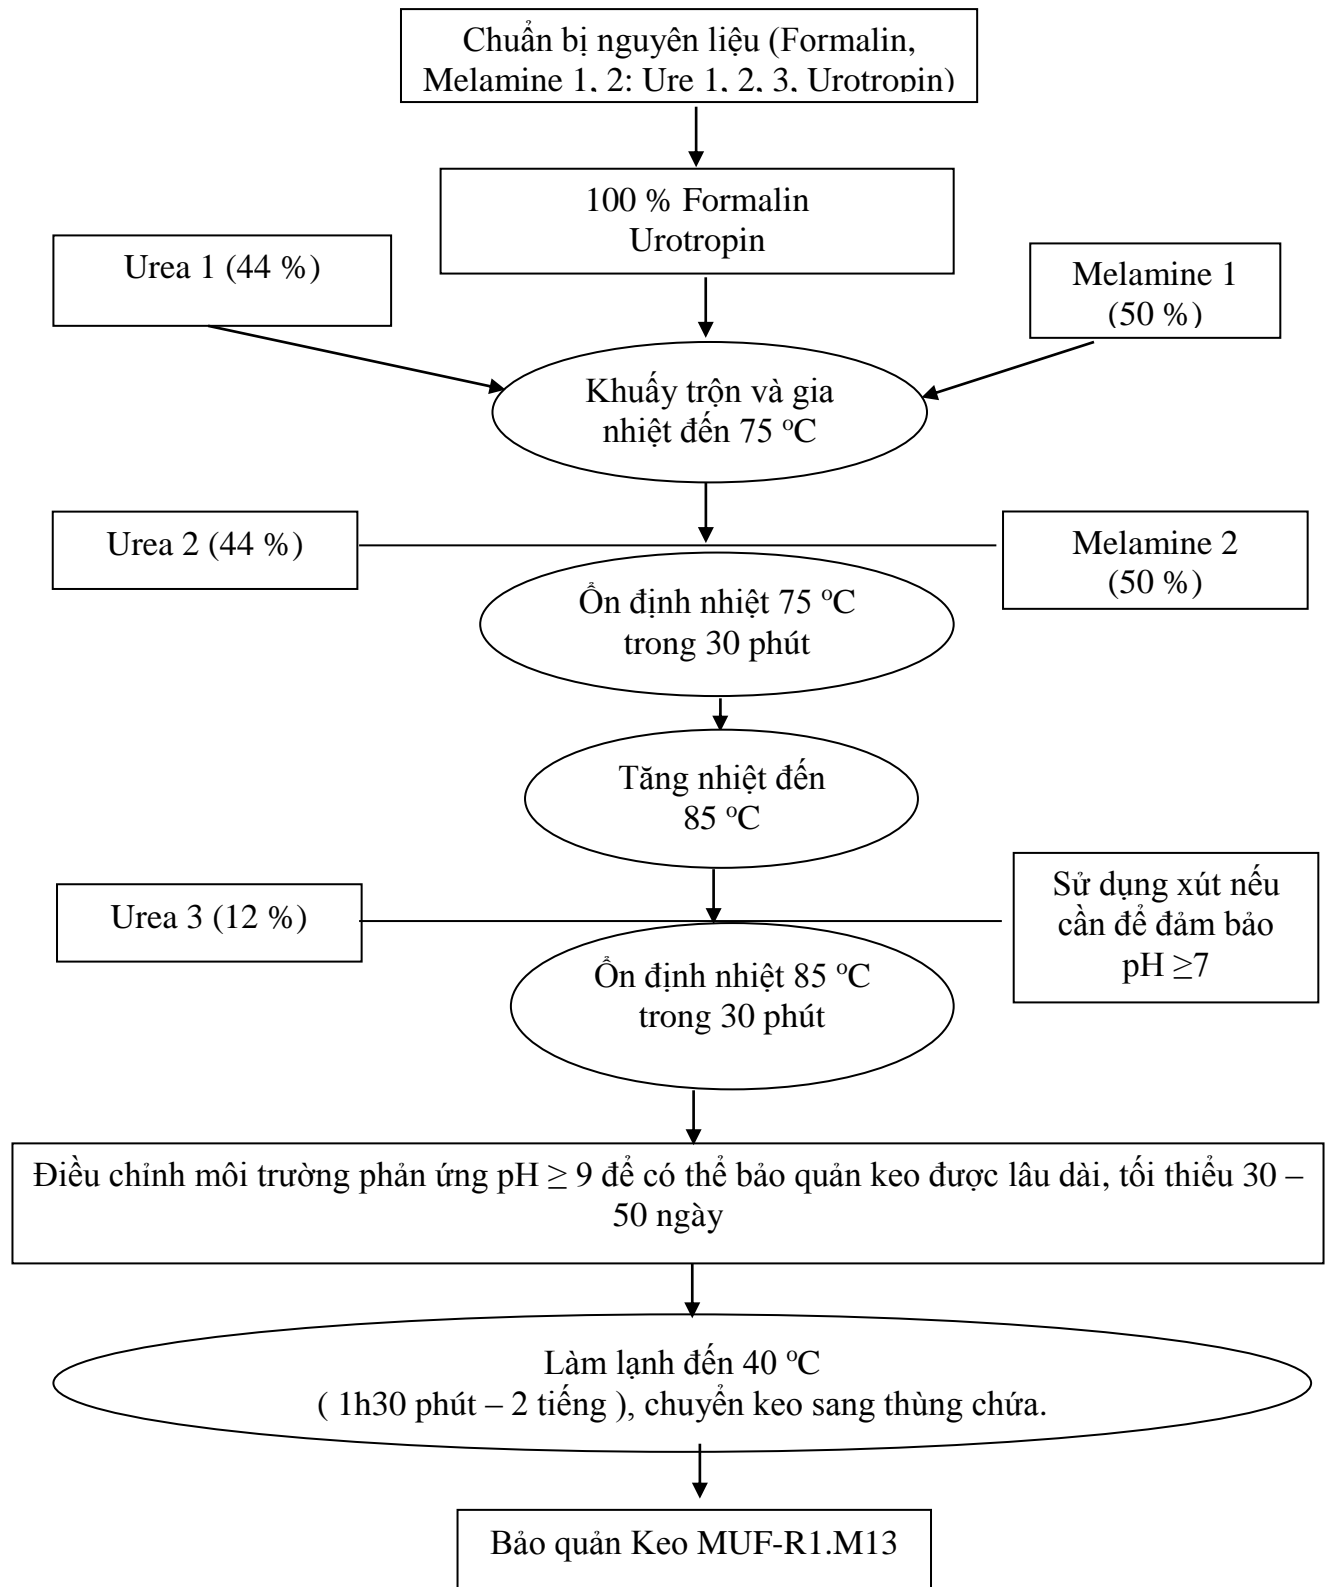 Chuẩn bị nguyên liệu (Formalin,
Melamine 1, 2: Ure 1, 2, 3, Urotropin)
100 % Formalin
Urotropin
Urea 1 (44 %)
Melamine 1
(50 %)
Khuấy trộn và gia
nhiệt đến 75 ºC
Urea 2 (44 %)
Melamine 2
(50 %)
Ổn định nhiệt 75 ºC
trong 30 phút
Tăng nhiệt đến
85 ºC
Urea 3 (12 %)
Sử dụng xút nếu
cần để đảm bảo
pH ≥7
Ổn định nhiệt 85 ºC
trong 30 phút
Điều chỉnh môi trường phản ứng pH ≥ 9 để có thể bảo quản keo được lâu dài, tối thiểu 30 –
50 ngày
Làm lạnh đến 40 ºC
( 1h30 phút – 2 tiếng ), chuyển keo sang thùng chứa.
Bảo quản Keo MUF-R1.M13